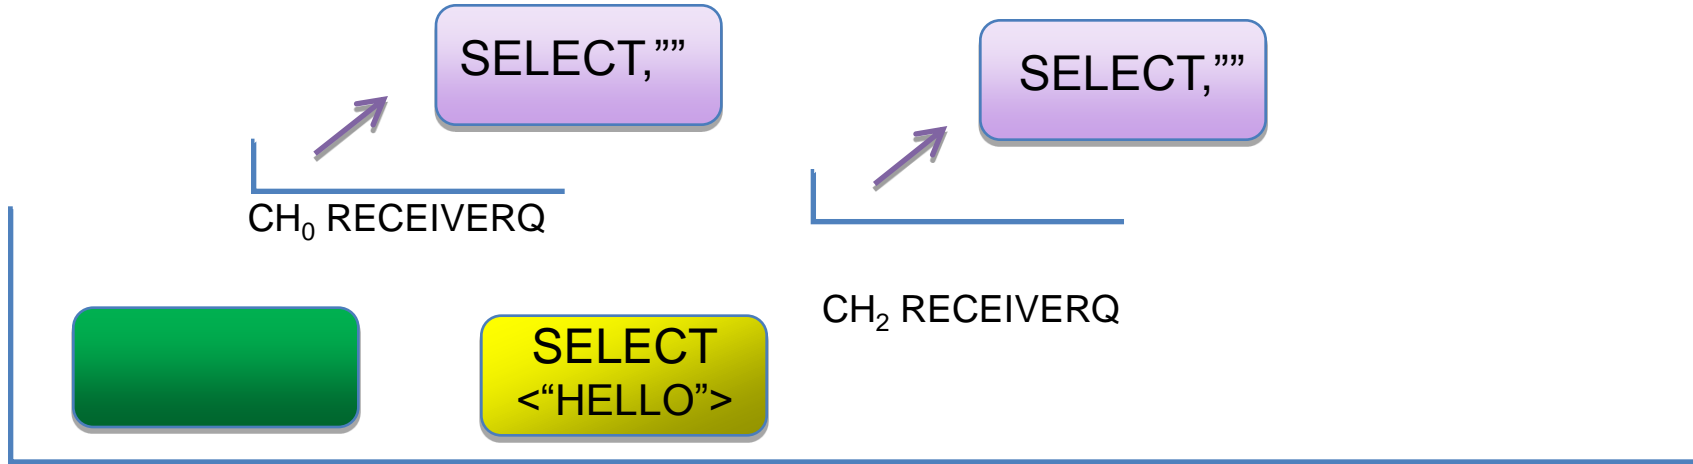 SELECT,””
SELECT,””
CH₀ RECEIVERQ
CH₂ RECEIVERQ
SELECT
<“HELLO”>